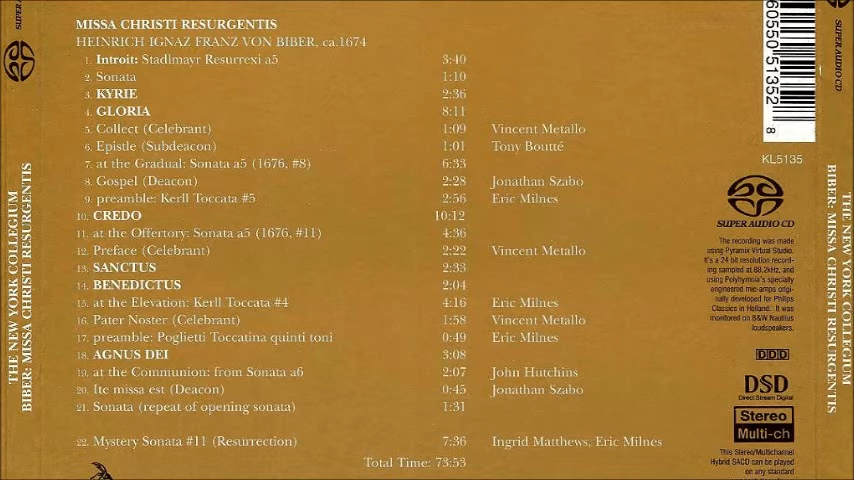 MISSA CHRISTI RESURGENTIS
HEINRICH IGNAZ FRANZ VON BIBER, ca.1674
1. Introit: Stadlmayr Resurrexi a5 3:40
2. Sonata 1:10
3. KYRIE 2:36
4. GLORIA 8:11
5. Collect (Celebrant) 1:09 Vincent Metallo
6. Epistle (Subdeacon) 1:01 Tony Boutté
7. at the Gradual: Sonata a5 (1676, #8) 6:33
8. Gospel (Deacon) 2:28 Jonathan Szabo
9. preamble: Kerll Toccata #5 2:56 Eric Milnes
10. CREDO 10:12
11. at the Offertory: Sonata a5 (1676, #11) 4:36
12. Preface (Celebrant) 2:22 Vincent Metallo
13. SANCTUS 2:33
14. BENEDICTUS 2:04
15. at the Elevation: Kerll Toccata #4 4:16 Eric Milnes
16. Pater Noster (Celebrant) 1:58 Vincent Metallo
17. preamble: Poglietti Toccatina quinti toni 0:49 Eric Milnes
18. AGNUS DEI 3:08
19. at the Communion: from Sonata a6 2:07 John Hutchins
20. Ite missa est (Deacon) 0:45 Jonathan Szabo
21. Sonata (repeat of opening sonata) 1:31
22. Mystery Sonata #11 (Resurrection) 7:36 Ingrid Matthews, Eric Milnes
Total Time: 73:53
THE NEW YORK COLLEGIUM
BIBER: MISSA CHRISTI RESURGENTIS
SUPER AUDIO CD
60550 51352 8
KL5135
SUPER AUDIO CD
The recording was made
using Pyramix Virtual Studio.
It's a 24 bit resolution record-
ing sampled at 88.2kHz, and
using Polyhymnia's specially
engineered mic-amps origi-
nally developed for Philips
Classics in Holland. It was
monitored on B&W Nautilus
loudspeakers.
DDD
DSD
Direct Stream Digital
Stereo
Multi-ch
This Stereo/Multichannel
Hybrid SACD can be played
on any standard
THE NEW YORK COLLEGIUM
BIBER: MISSA CHRISTI RESURGENTIS